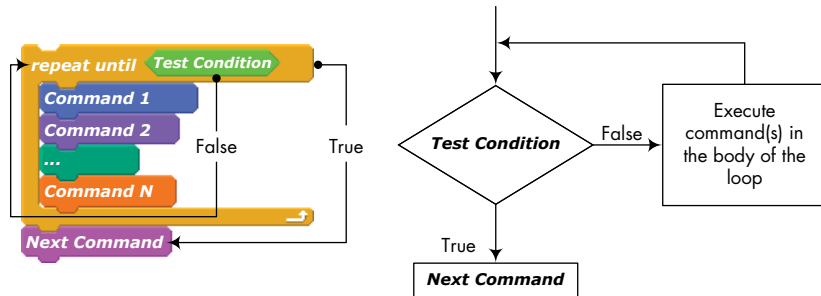 repeat until Test Condition
Command 1
Command 2
...
Command N
Next Command
False
True
Test Condition
False
Execute
command(s) in
the body of the
loop
True
Next Command